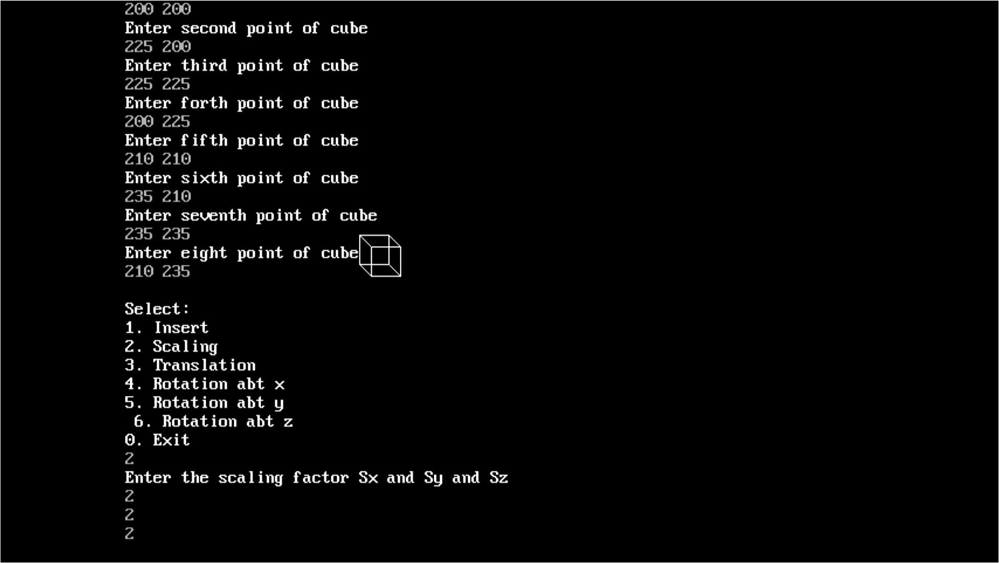 200 200
Enter second point of cube
225 200
Enter third point of cube
225 225
Enter forth point of cube
200 225
Enter fifth point of cube
210 210
Enter sixth point of cube
235 210
Enter seventh point of cube
235 235
Enter eight point of cube
210 235
Select:
1. Insert
2. Scaling
3. Translation
4. Rotation abt x
5. Rotation abt y
6. Rotation abt z
0. Exit
2
Enter the scaling factor Sx and Sy and Sz
2
2
2